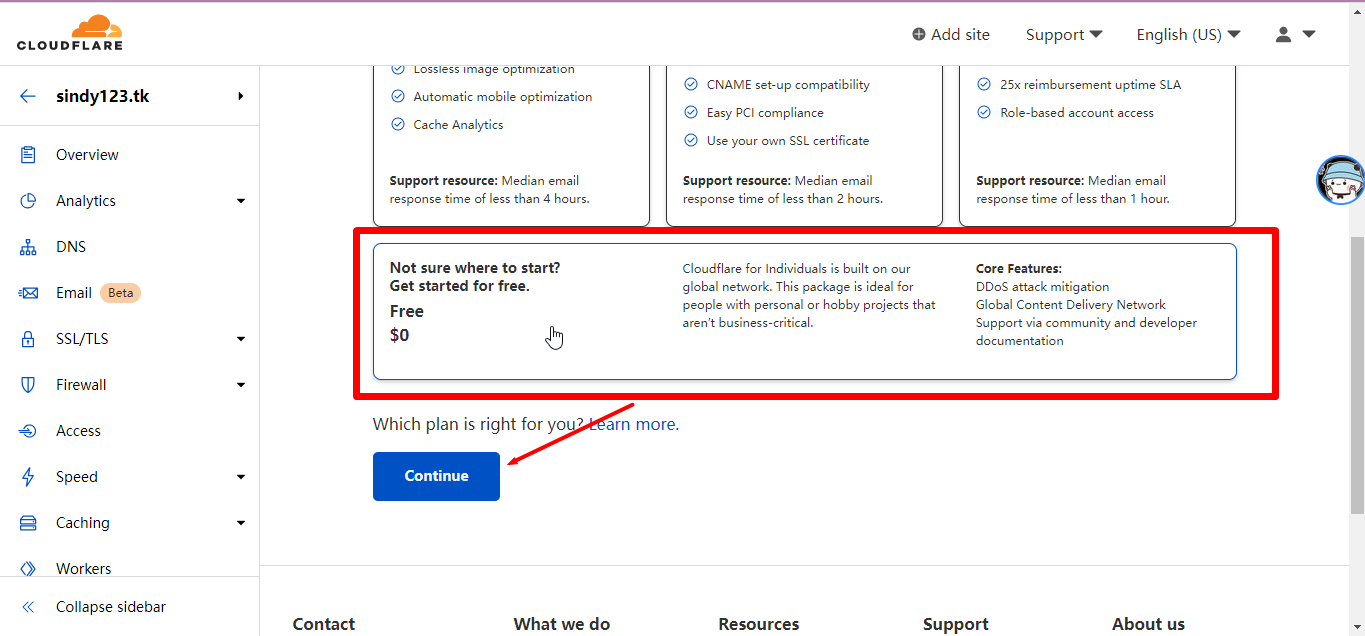 CLOUDFLARE
Add site
Support
English (US)
sindy123.tk
Overview
Analytics
DNS
Email Beta
SSL/TLS
Firewall
Access
Speed
Caching
Workers
Collapse sidebar
Lossless image optimization
Automatic mobile optimization
Cache Analytics
Support resource: Median email
response time of less than 4 hours.
CNAME set-up compatibility
Easy PCI compliance
Use your own SSL certificate
Support resource: Median email
response time of less than 2 hours.
25x reimbursement uptime SLA
Role-based account access
Support resource: Median email
response time of less than 1 hour.
Not sure where to start?
Get started for free.
Free
$0
Cloudflare for Individuals is built on our
global network. This package is ideal for
people with personal or hobby projects that
aren't business-critical.
Core Features:
DDoS attack mitigation
Global Content Delivery Network
Support via community and developer
documentation
Which plan is right for you? Learn more.
Continue
Contact
What we do
Resources
Support
About us